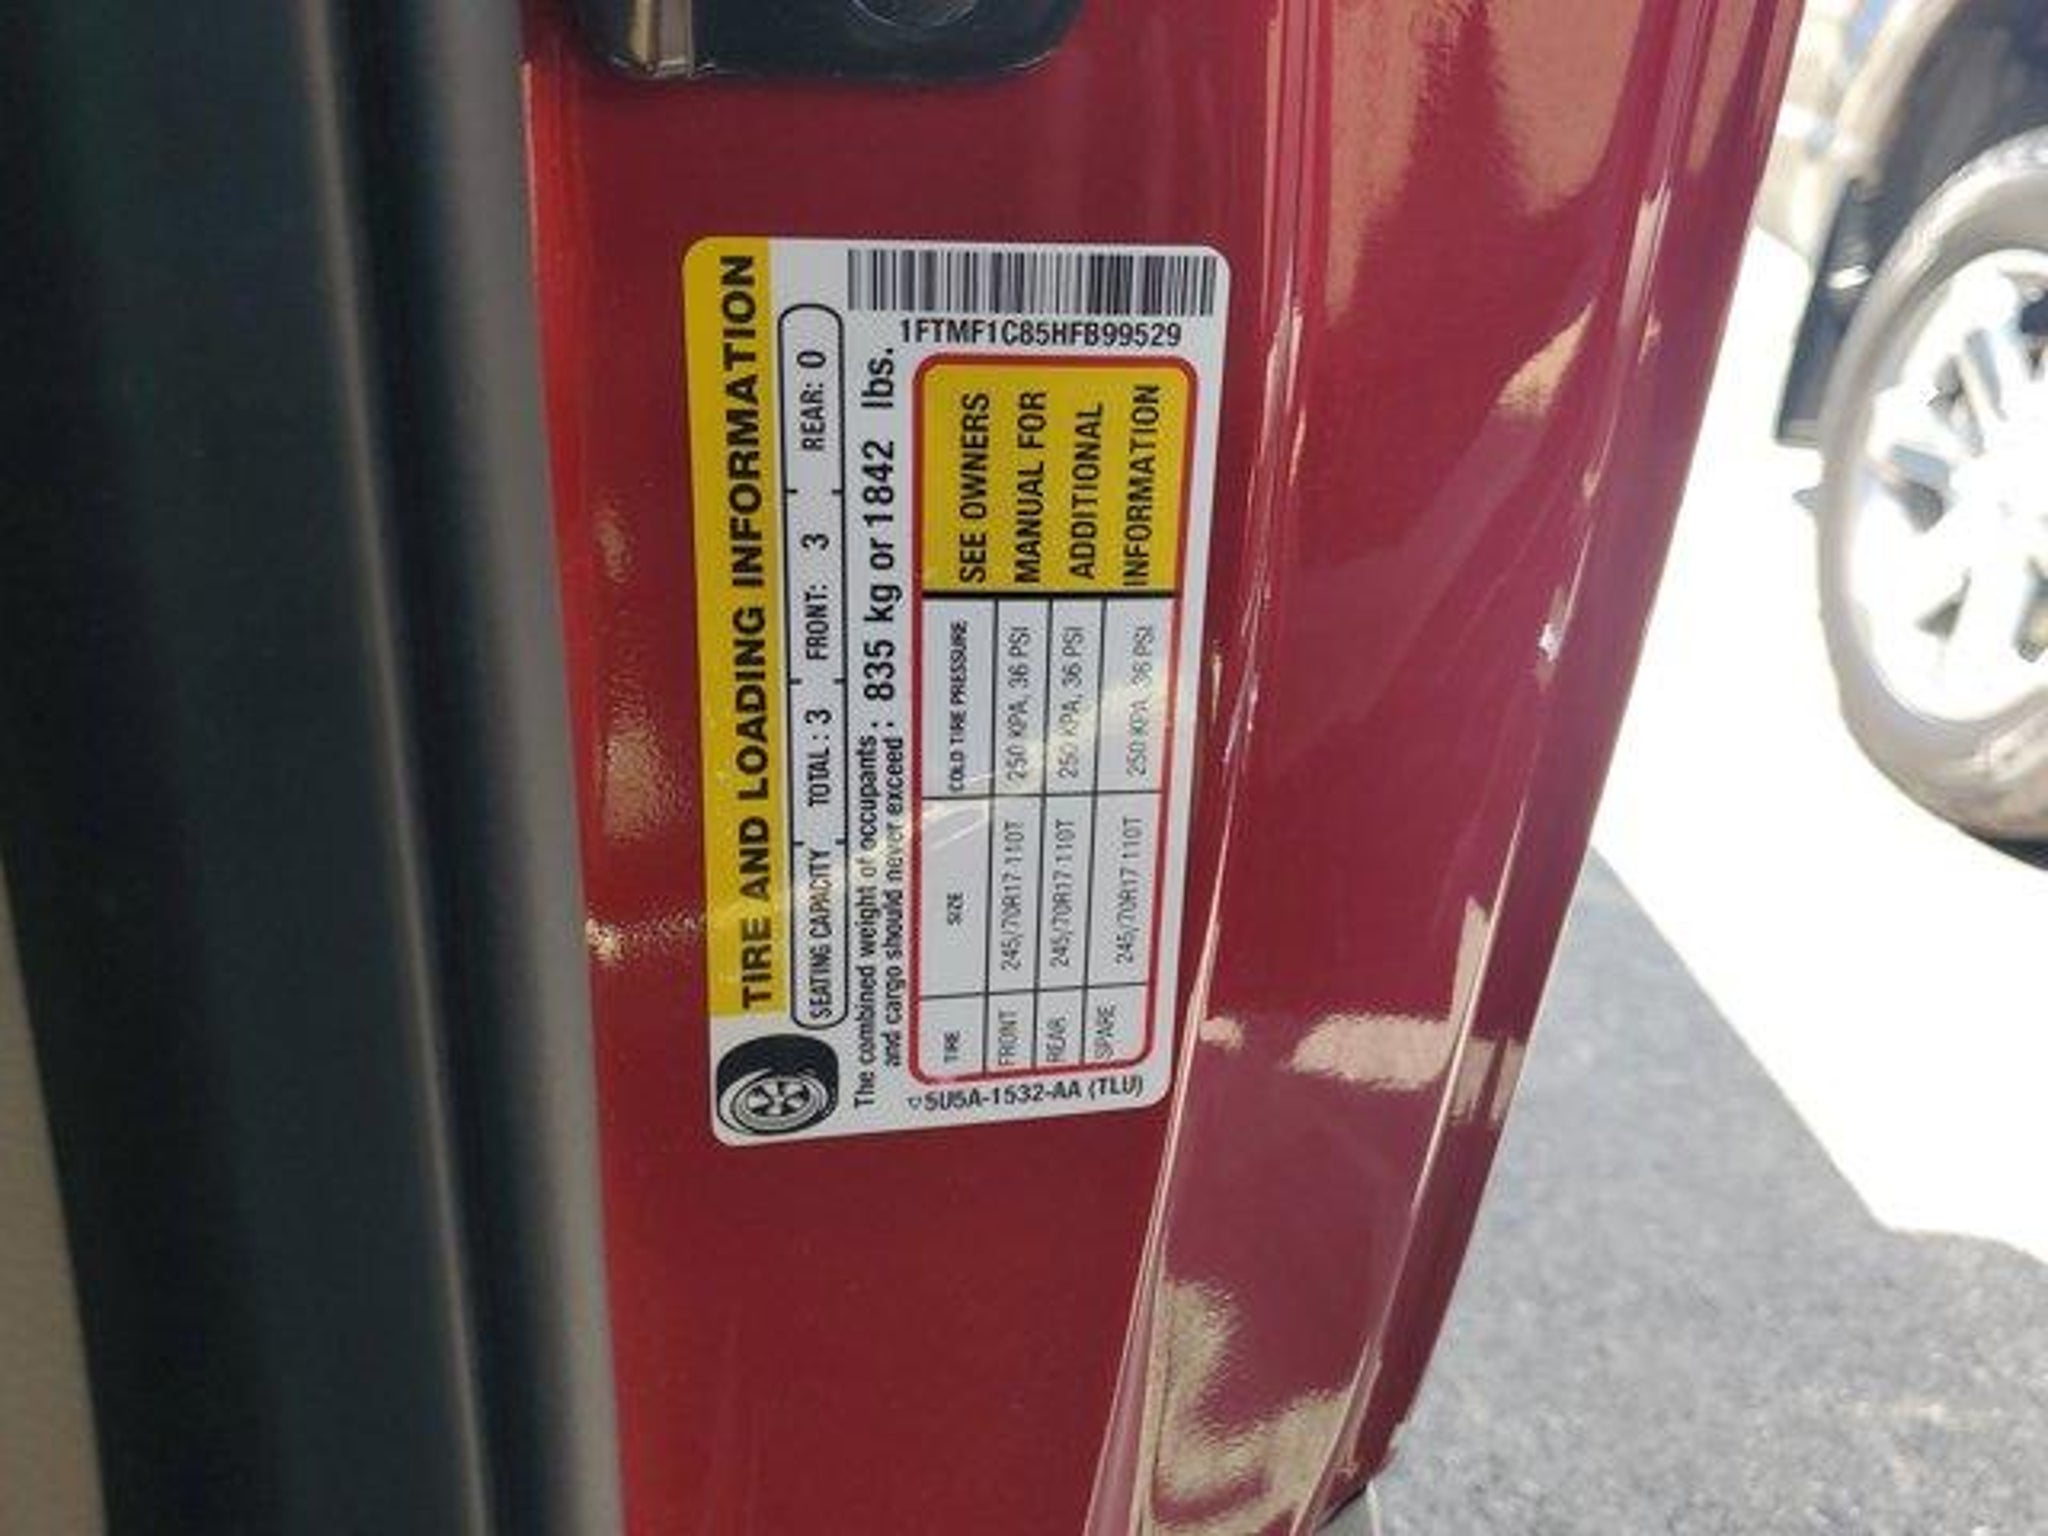 TIRE AND LOADING INFORMATION
SEATING CAPACITY TOTAL : 3 FRONT: 3 REAR: 0
The combined weight of occupants : 835 kg or 1842 lbs.
and cargo should never exceed :
1FTMF1C85HFB99529
TIRE SIZE COLD TIRE PRESSURE
FRONT 245/70R17 110T 250 KPA, 36 PSI
REAR 245/70R17 110T 250 KPA, 36 PSI
SPARE 245/70R17 110T 250 KPA, 36 PSI
SEE OWNERS
MANUAL FOR
ADDITIONAL
INFORMATION
5U5A-1532-AA (TLU)